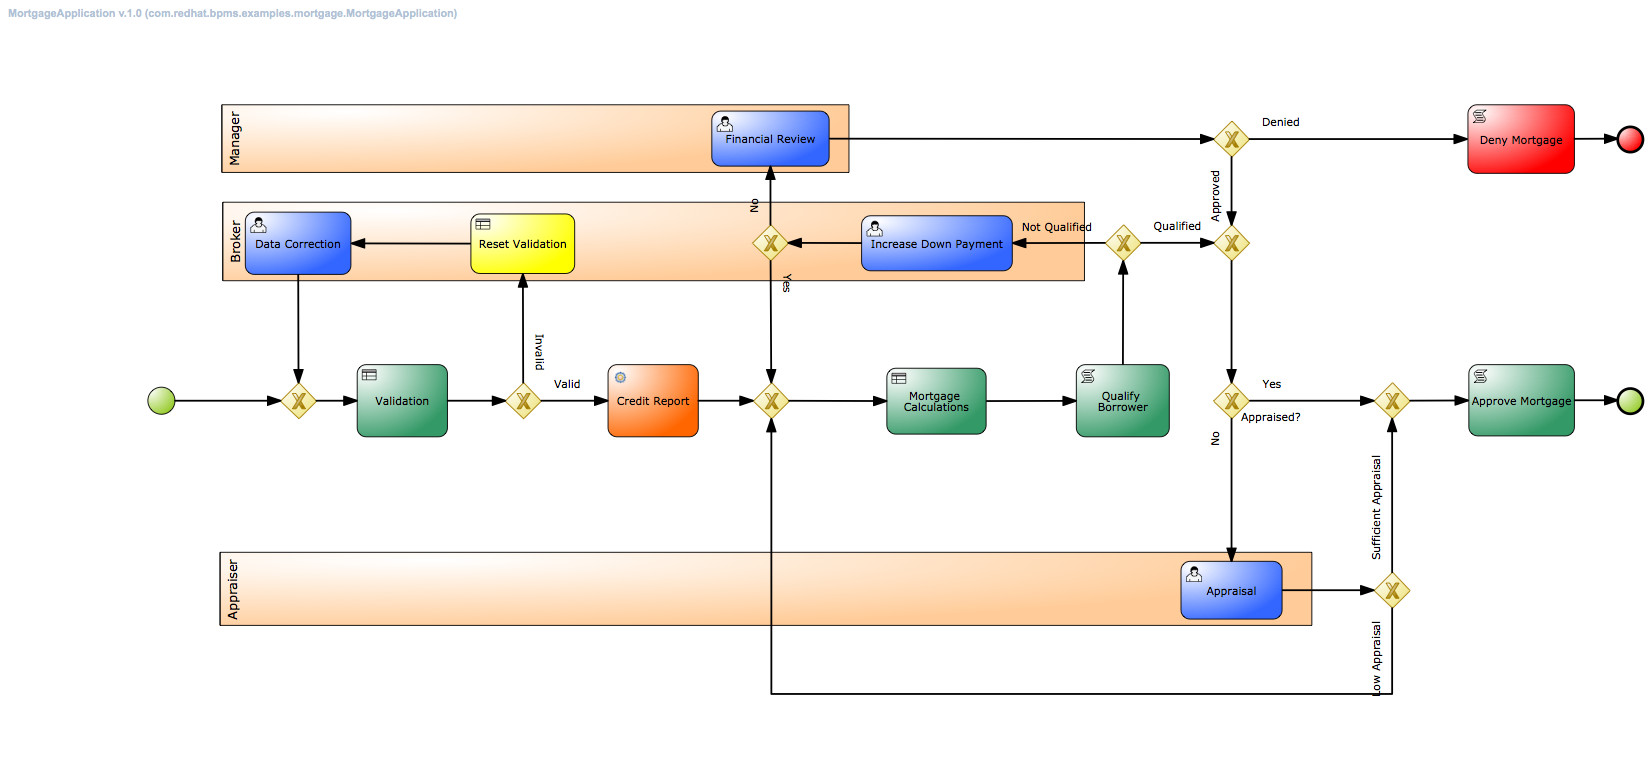 MortgageApplication v.1.0 (com.redhat.bpms.examples.mortgage.MortgageApplication)
Manager
Financial Review
Denied
Deny Mortgage
Approved
No
Broker
Data Correction
Reset Validation
Increase Down Payment
Not Qualified
Qualified
Yes
Invalid
Validation
Valid
Credit Report
Mortgage
Calculations
Qualify
Borrower
Yes
Appraised?
No
Approve Mortgage
Sufficient Appraisal
Appraiser
Appraisal
Low Appraisal